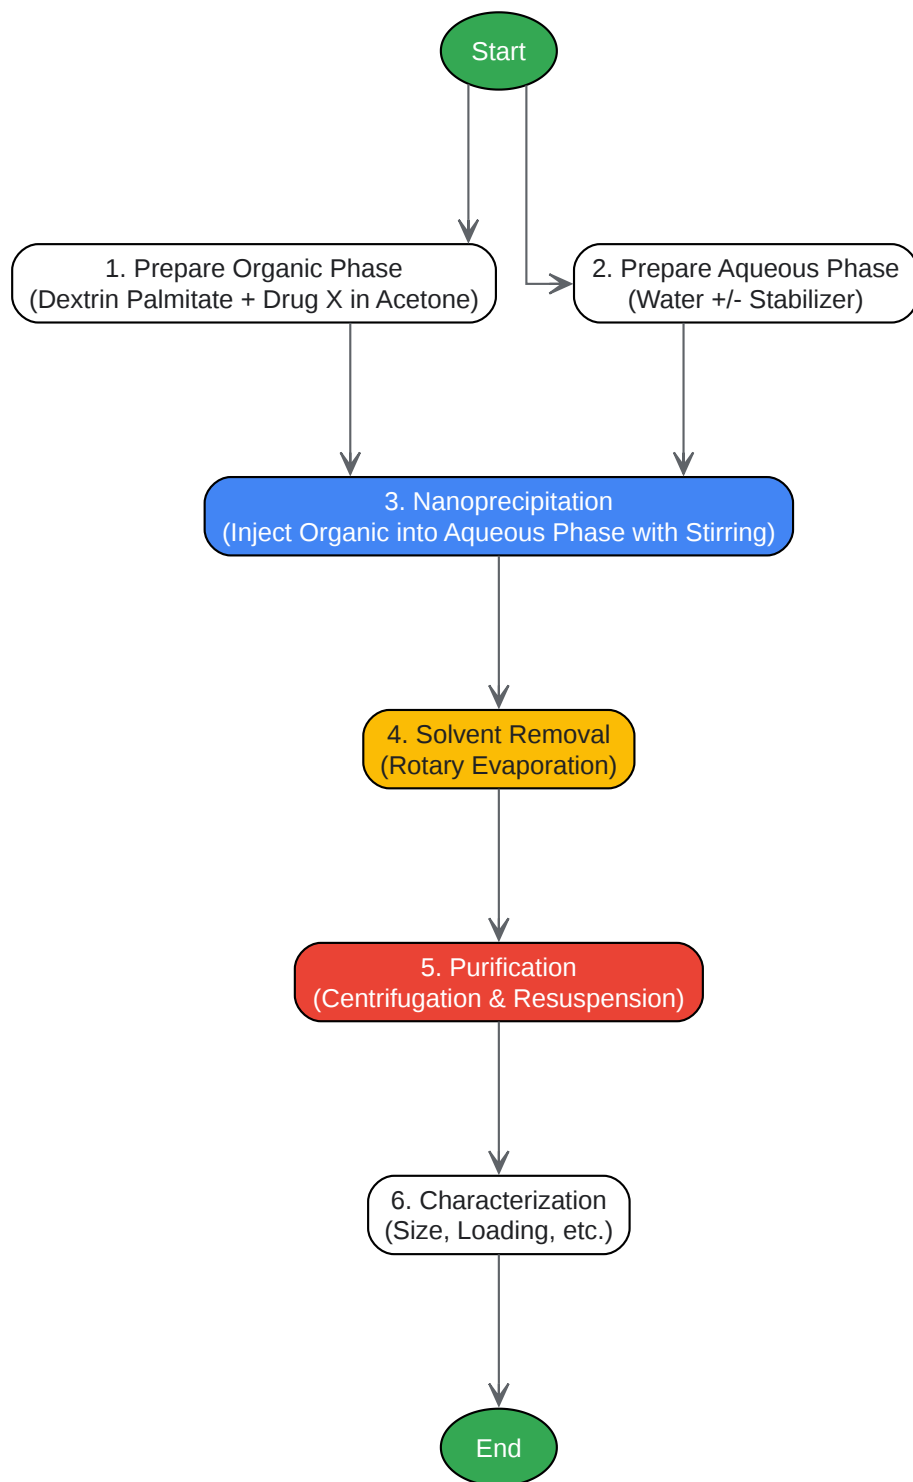 Start
1. Prepare Organic Phase
(Dextrin Palmitate + Drug X in Acetone)
2. Prepare Aqueous Phase
(Water +/- Stabilizer)
3. Nanoprecipitation
(Inject Organic into Aqueous Phase with Stirring)
4. Solvent Removal
(Rotary Evaporation)
5. Purification
(Centrifugation & Resuspension)
6. Characterization
(Size, Loading, etc.)
End